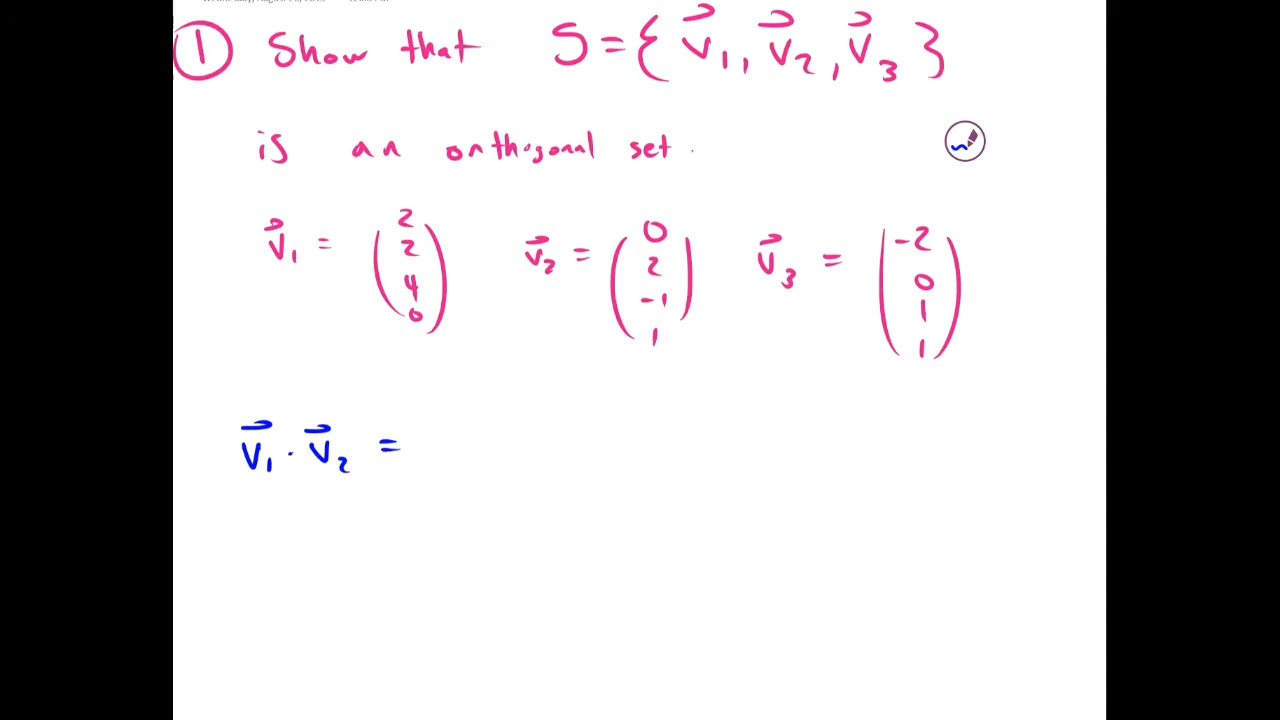 ① Show that S = { v⃗₁, v⃗₂, v⃗₃ }
is an orthogonal set.
v⃗₁ = (2 2 4 0) v⃗₂ = (0 2 -1 1) v⃗₃ = (-2 0 1 1)
v⃗₁ · v⃗₂ =